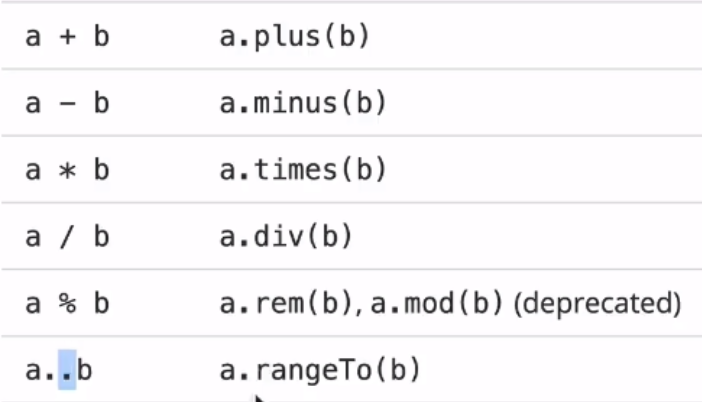 a + b a.plus(b)
a - b a.minus(b)
a * b a.times(b)
a / b a.div(b)
a % b a.rem(b), a.mod(b) (deprecated)
a..b a.rangeTo(b)